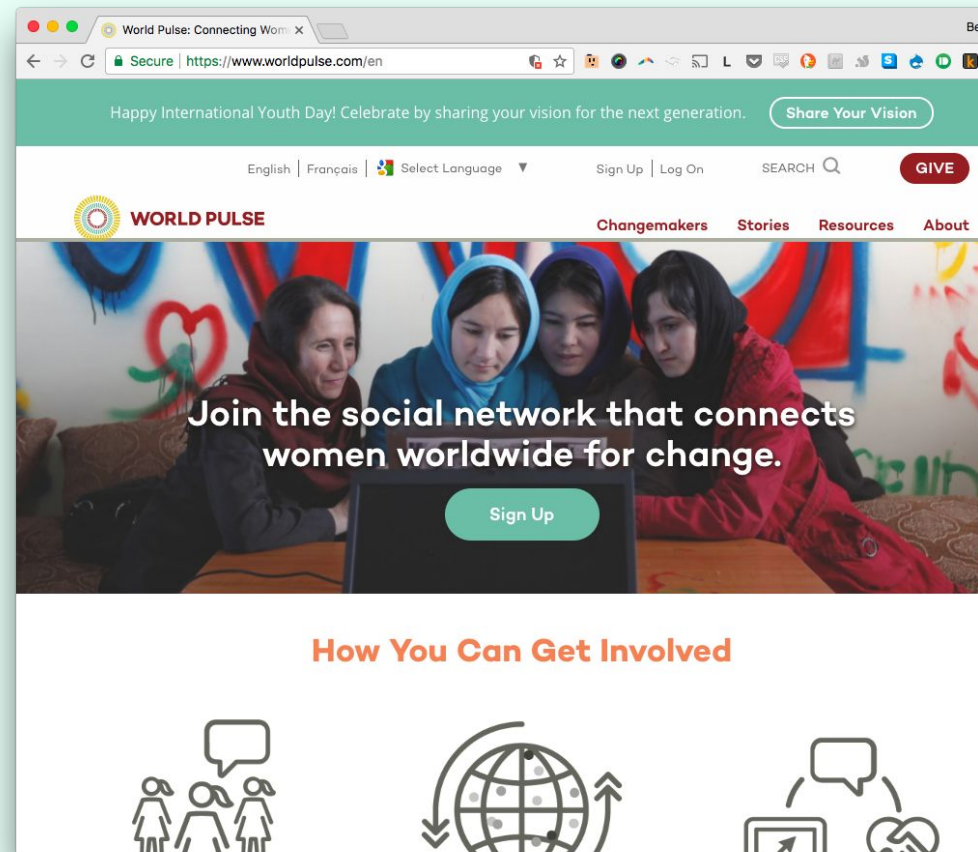 World Pulse: Connecting Wom
Be
Secure | https://www.worldpulse.com/en
Happy International Youth Day! Celebrate by sharing your vision for the next generation. Share Your Vision
English | Français | Select Language ▼ Sign Up | Log On SEARCH GIVE
WORLD PULSE Changemakers Stories Resources About
Join the social network that connects
women worldwide for change.
Sign Up
How You Can Get Involved